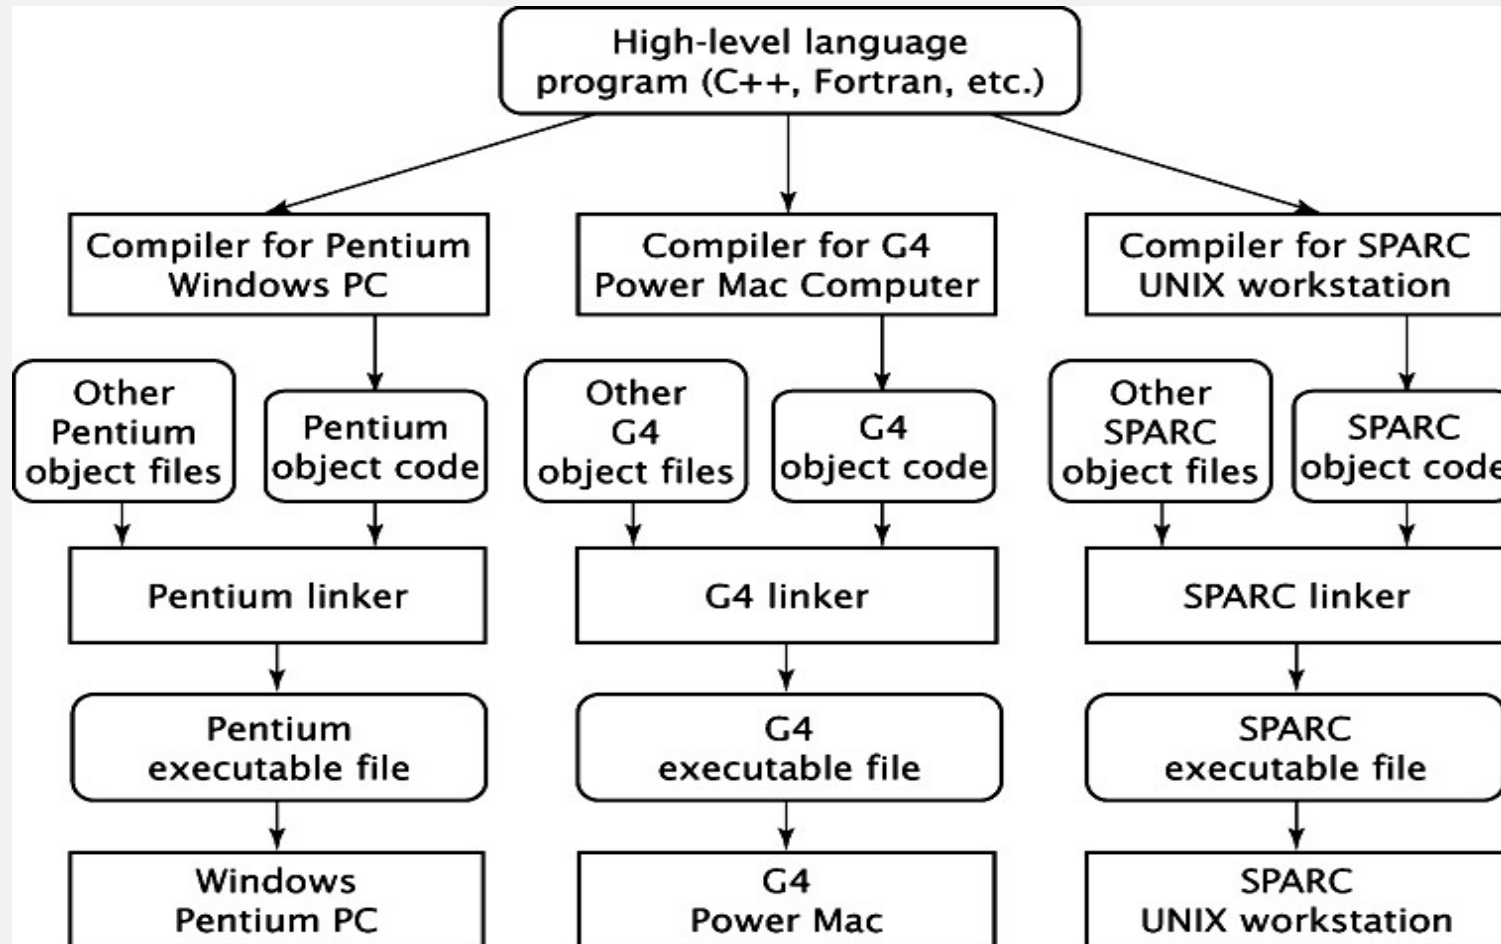 High-level language
program (C++, Fortran, etc.)
Compiler for Pentium
Windows PC
Compiler for G4
Power Mac Computer
Compiler for SPARC
UNIX workstation
Other
Pentium
object files
Pentium
object code
Other
G4
object files
G4
object code
Other
SPARC
object files
SPARC
object code
Pentium linker
G4 linker
SPARC linker
Pentium
executable file
G4
executable file
SPARC
executable file
Windows
Pentium PC
G4
Power Mac
SPARC
UNIX workstation